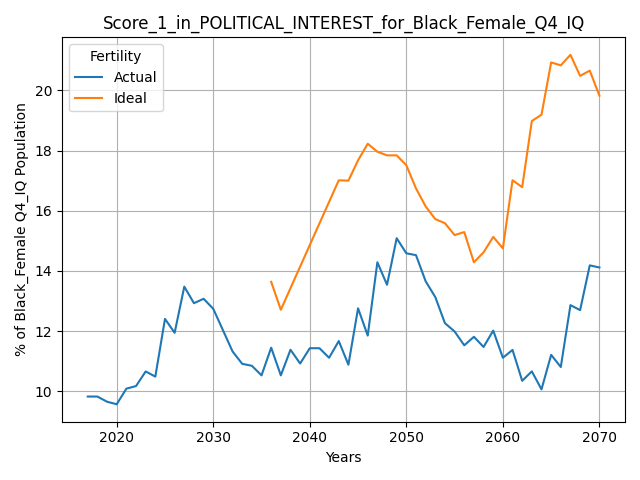 Score_1_in_POLITICAL_INTEREST_for_Black_Female_Q4_IQ
Fertility
Actual
Ideal
% of Black_Female Q4_IQ Population
20
18
16
14
12
10
2020
2030
2040
2050
2060
2070
Years